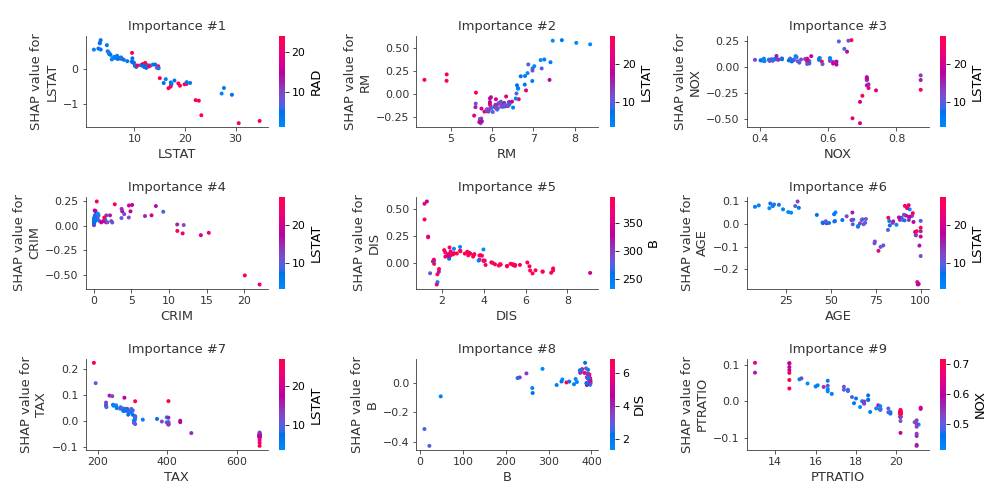 Importance #1
SHAP value for
LSTAT
0
−1
10
20
30
LSTAT
20
10
RAD
Importance #2
SHAP value for
RM
0.50
0.25
0.00
−0.25
5
6
7
8
RM
20
10
LSTAT
Importance #3
SHAP value for
NOX
0.25
0.00
−0.25
−0.50
0.4
0.6
0.8
NOX
20
10
LSTAT
Importance #4
SHAP value for
CRIM
0.25
0.00
−0.25
−0.50
0
5
10
15
20
CRIM
20
10
LSTAT
Importance #5
SHAP value for
DIS
0.50
0.25
0.00
2
4
6
8
DIS
350
300
250
B
Importance #6
SHAP value for
AGE
0.1
0.0
−0.1
−0.2
25
50
75
100
AGE
20
10
LSTAT
Importance #7
SHAP value for
TAX
0.2
0.1
0.0
−0.1
200
400
600
TAX
20
10
LSTAT
Importance #8
SHAP value for
B
0.0
−0.2
−0.4
0
100
200
300
400
B
6
4
2
DIS
Importance #9
SHAP value for
PTRATIO
0.1
0.0
−0.1
14
16
18
20
PTRATIO
0.7
0.6
0.5
NOX